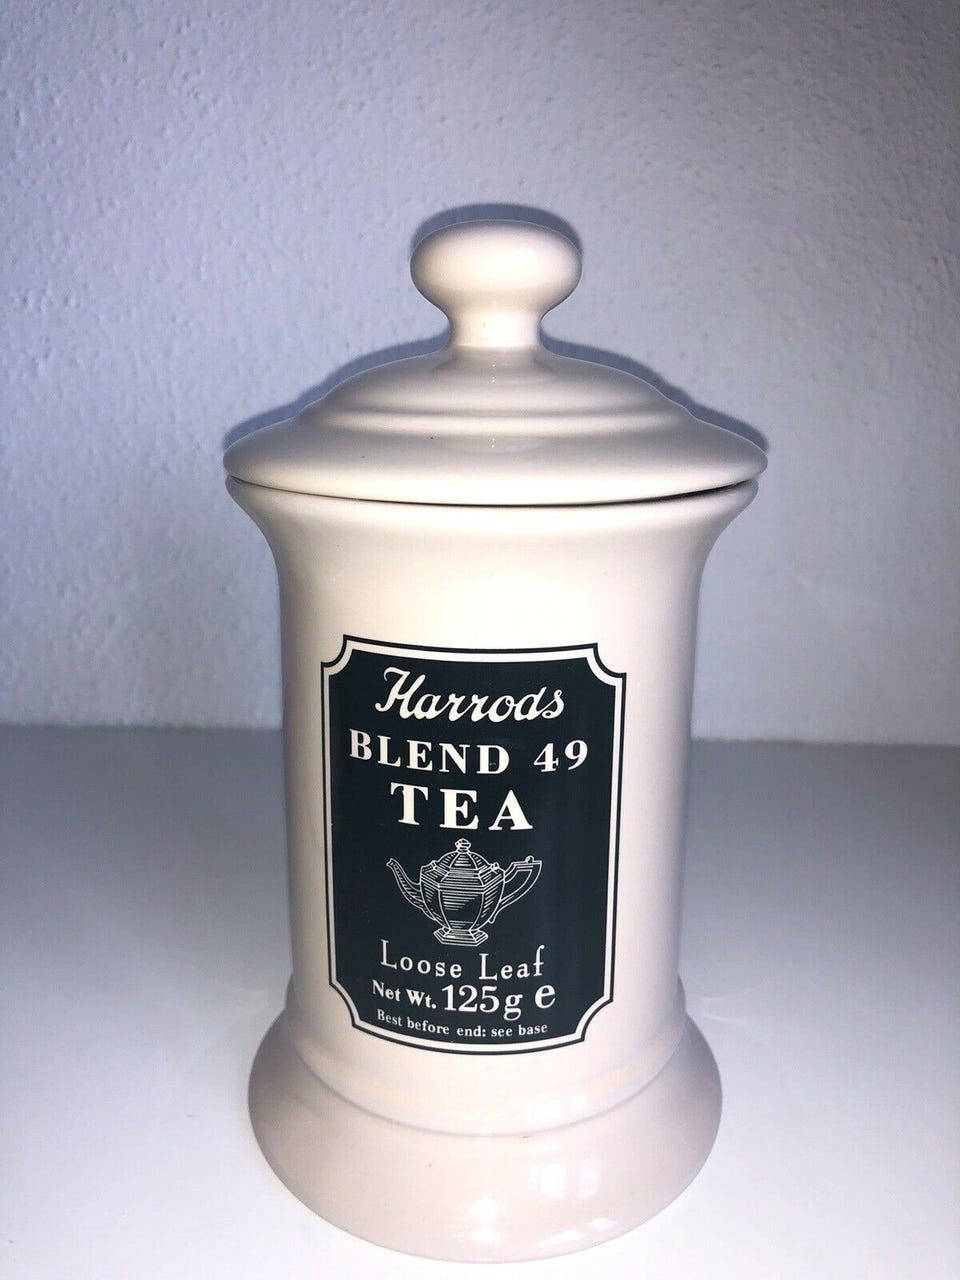 Harrods
BLEND 49
TEA
Loose Leaf
Net Wt. 125g e
Best before end: see base